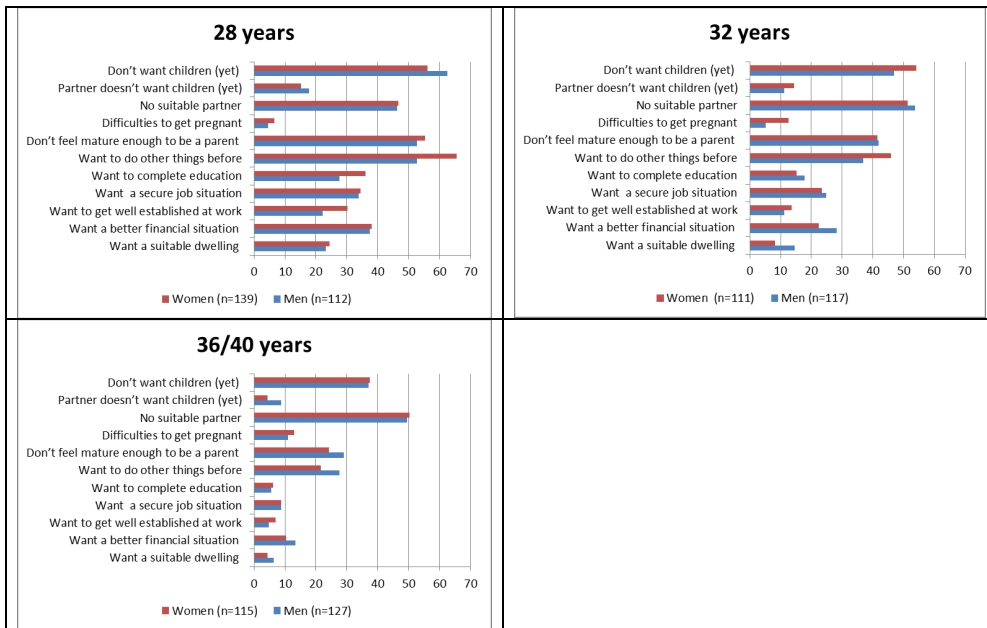 28 years
Don't want children (yet)
Partner doesn't want children (yet)
No suitable partner
Difficulties to get pregnant
Don't feel mature enough to be a parent
Want to do other things before
Want to complete education
Want  a secure job situation
Want to get well established at work
Want a better financial situation
Want a suitable dwelling
0 10 20 30 40 50 60 70
Women (n=139) Men (n=112)
32 years
Don't want children (yet)
Partner doesn't want children (yet)
No suitable partner
Difficulties to get pregnant
Don't feel mature enough to be a parent
Want to do other things before
Want to complete education
Want  a secure job situation
Want to get well established at work
Want a better financial situation
Want a suitable dwelling
0 10 20 30 40 50 60 70
Women  (n=111) Men (n=117)
36/40 years
Don't want children (yet)
Partner doesn't want children (yet)
No suitable partner
Difficulties to get pregnant
Don't feel mature enough to be a parent
Want to do other things before
Want to complete education
Want  a secure job situation
Want to get well established at work
Want a better financial situation
Want a suitable dwelling
0 10 20 30 40 50 60 70
Women (n=115) Men (n=127)